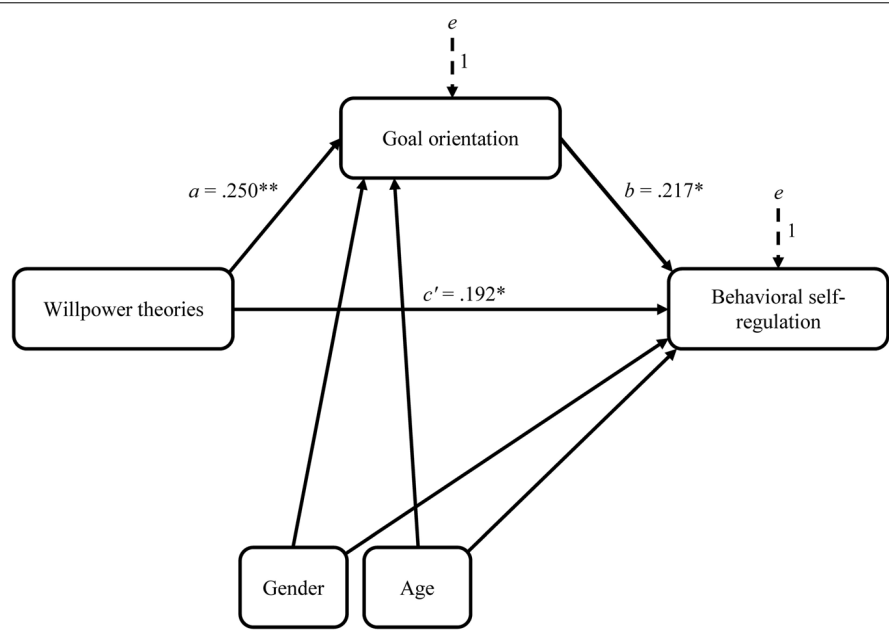 e
1
Goal orientation
a = .250**
b = .217*
e
1
Willpower theories
c′ = .192*
Behavioral self-
regulation
Gender
Age